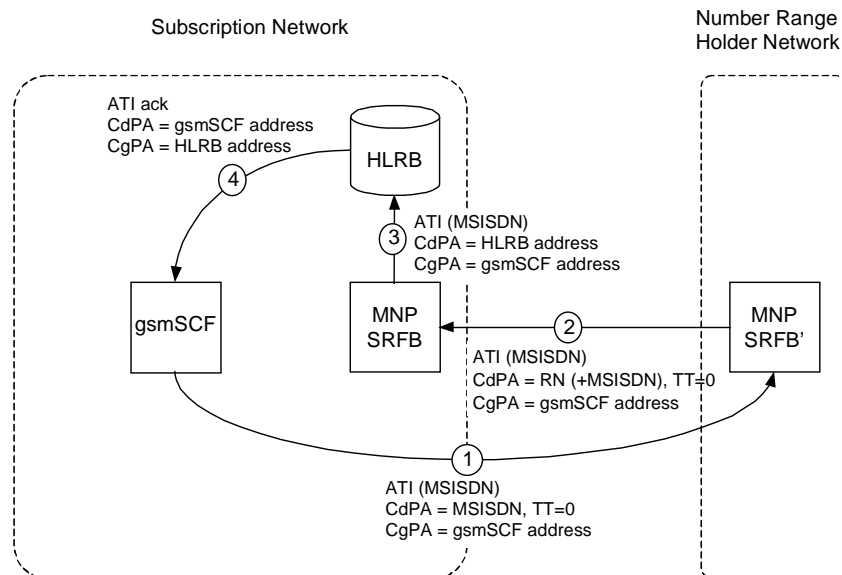 Subscription Network
Number Range
Holder Network
ATI ack
CdPA = gsmSCF address
CgPA = HLRB address
4
HLRB
3
ATI (MSISDN)
CdPA = HLRB address
CgPA = gsmSCF address
gsmSCF
MNP
SRFB
2
MNP
SRFB'
ATI (MSISDN)
CdPA = RN (+MSISDN), TT=0
CgPA = gsmSCF address
1
ATI (MSISDN)
CdPA = MSISDN, TT=0
CgPA = gsmSCF address